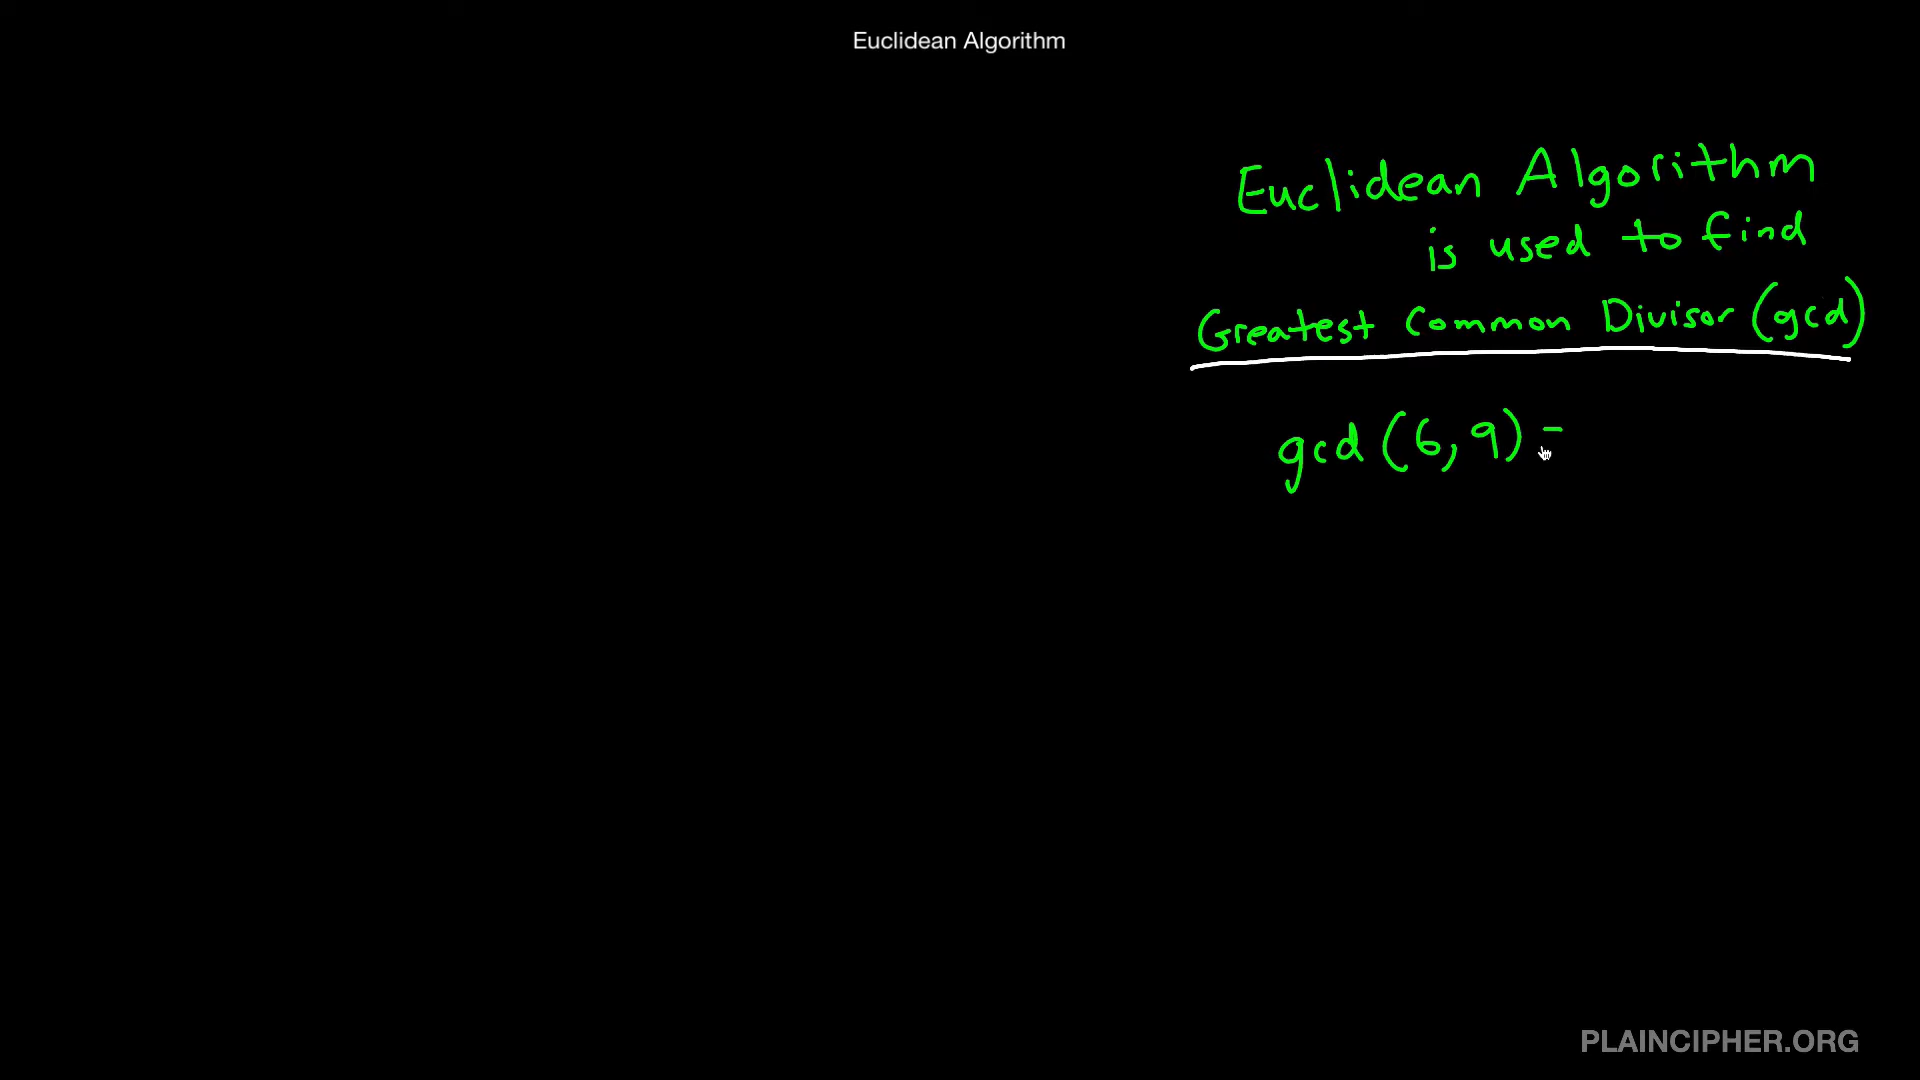 Euclidean Algorithm
Euclidean Algorithm
is used to find
Greatest Common Divisor (gcd)
gcd (6, 9) =
PLAINCIPHER.ORG